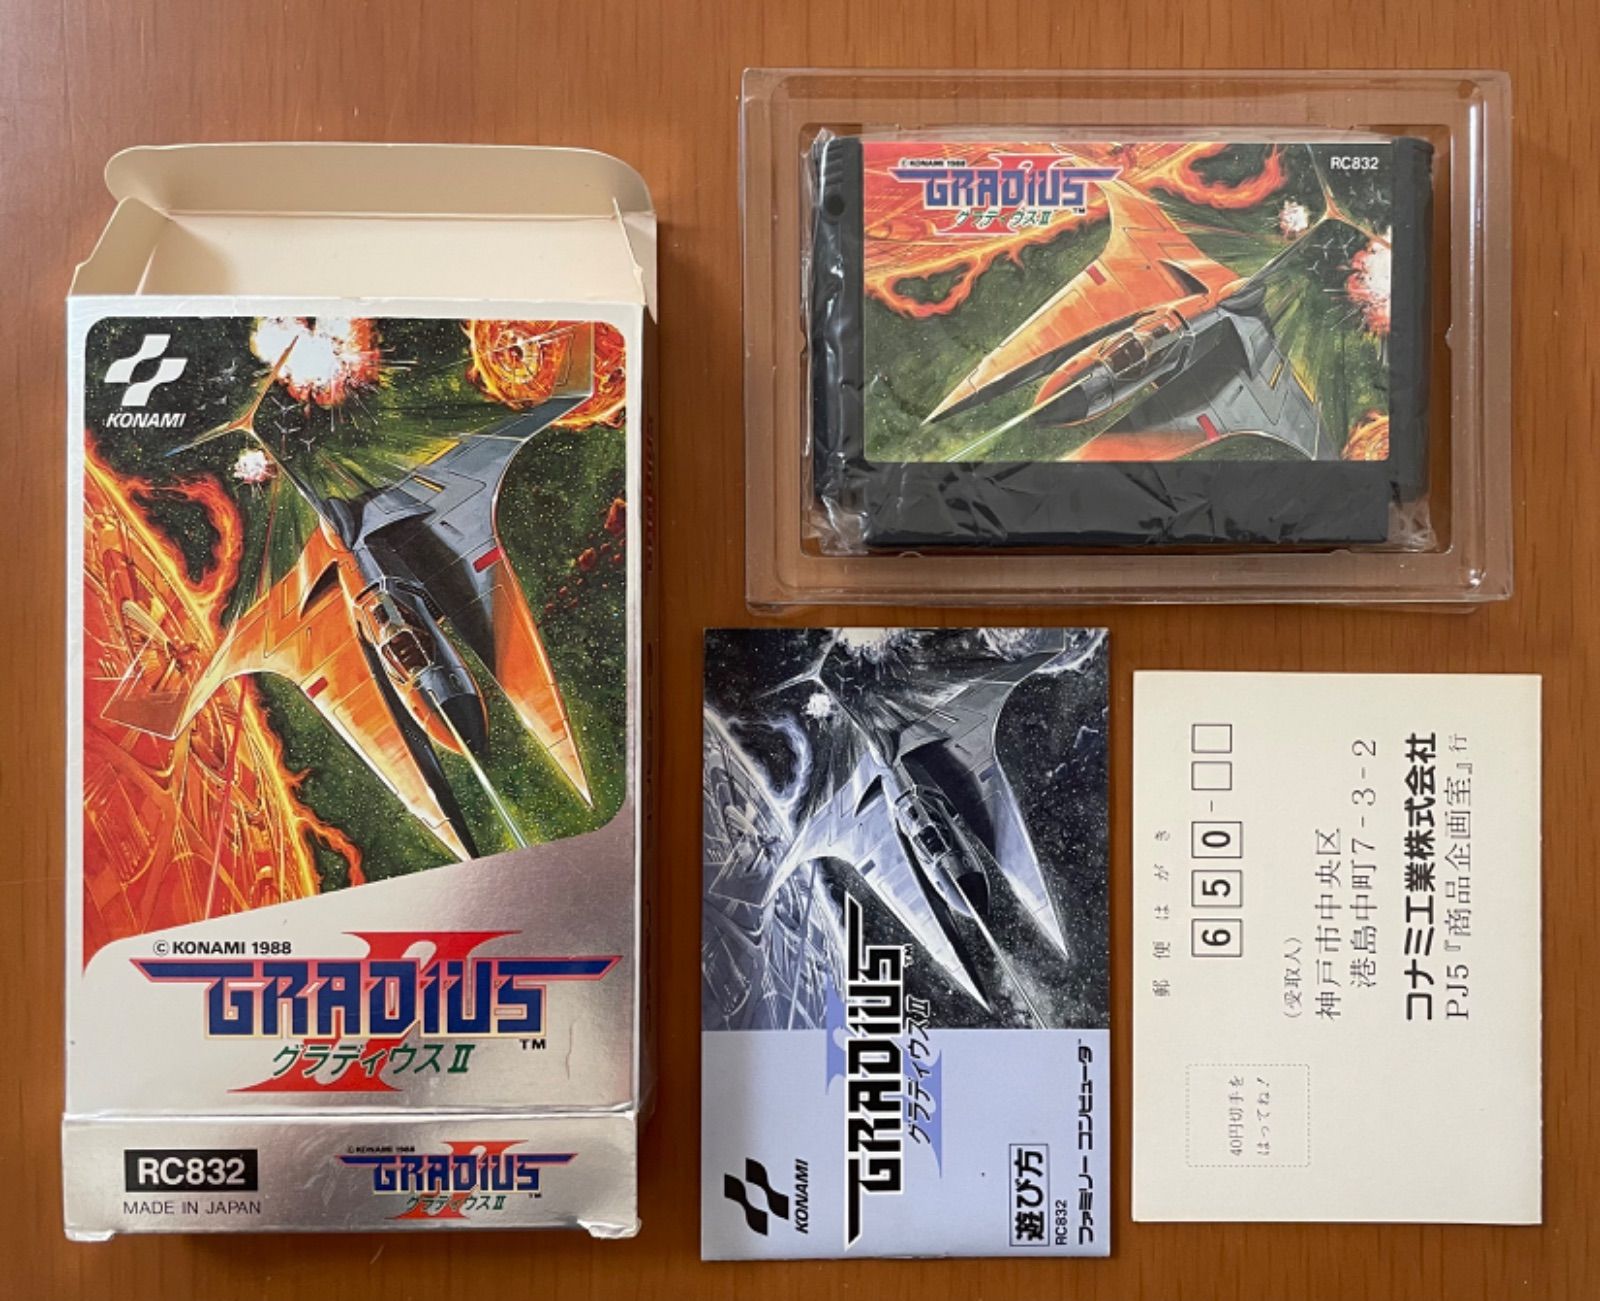 KONAMI
© KONAMI 1988
GRADIUS II
TM
グラディウスⅡ
RC832
MADE IN JAPAN
© KONAMI 1988
GRADIUS II
TM
グラディウスⅡ
© KONAMI 1988
RC832
GRADIUS II
TM
グラディウスⅡ
GRADIUS II
TM
グラディウスⅡ
KONAMI
遊び方
RC832
ファミリー コンピュータ
郵便はがき
650-
(受取人)
神戸市中央区
港島中町7-3-2
コナミ工業株式会社
PJ5『商品企画室』行
40円切手を
はってね!